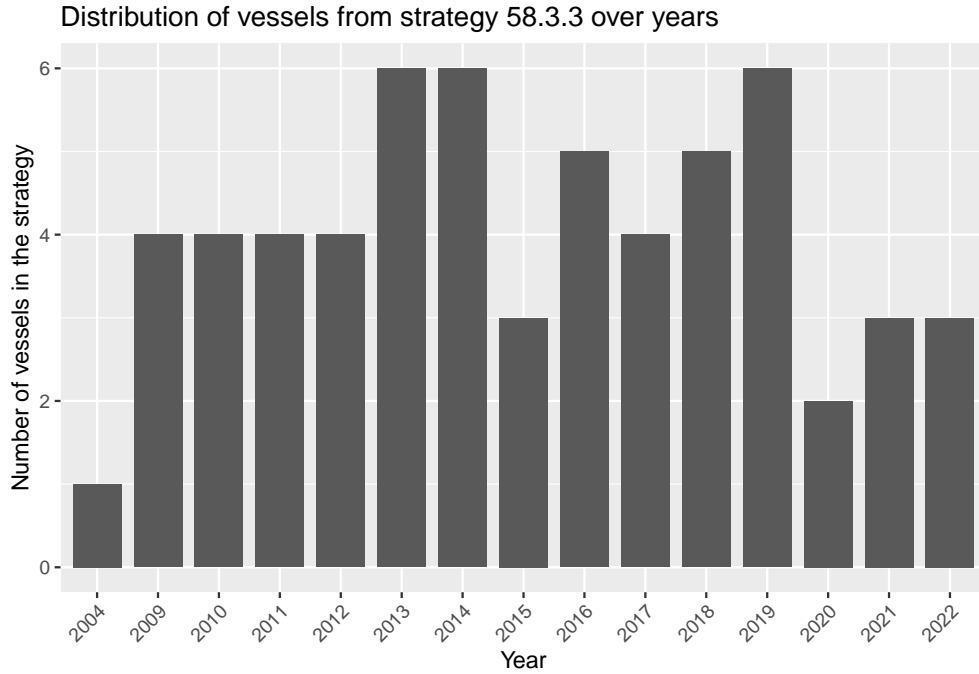 Distribution of vessels from strategy 58.3.3 over years
Number of vessels in the strategy
6
4
2
0
2004 2009 2010 2011 2012 2013 2014 2015 2016 2017 2018 2019 2020 2021 2022
Year